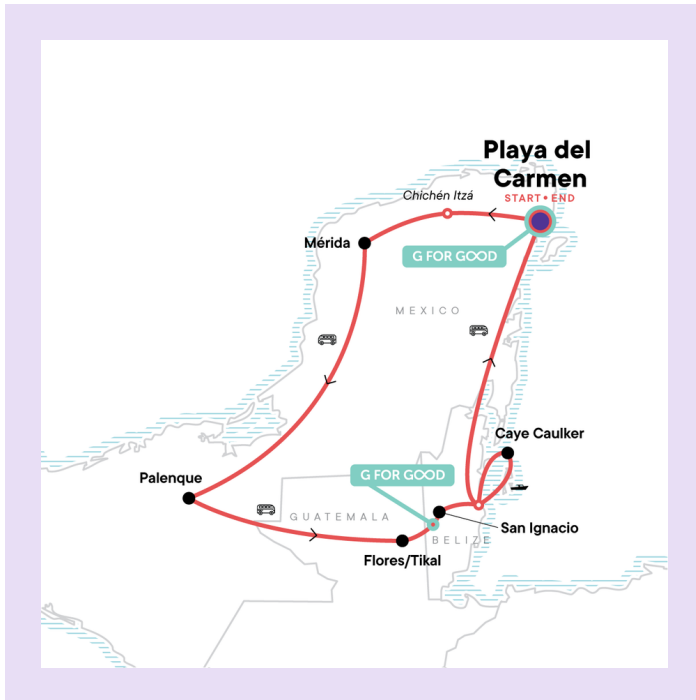 Playa del
Carmen
START • END
Chichén Itzá
Mérida
G FOR GOOD
MEXICO
Caye Caulker
Palenque
G FOR GOOD
GUATEMALA
San Ignacio
BELIZE
Flores/Tikal